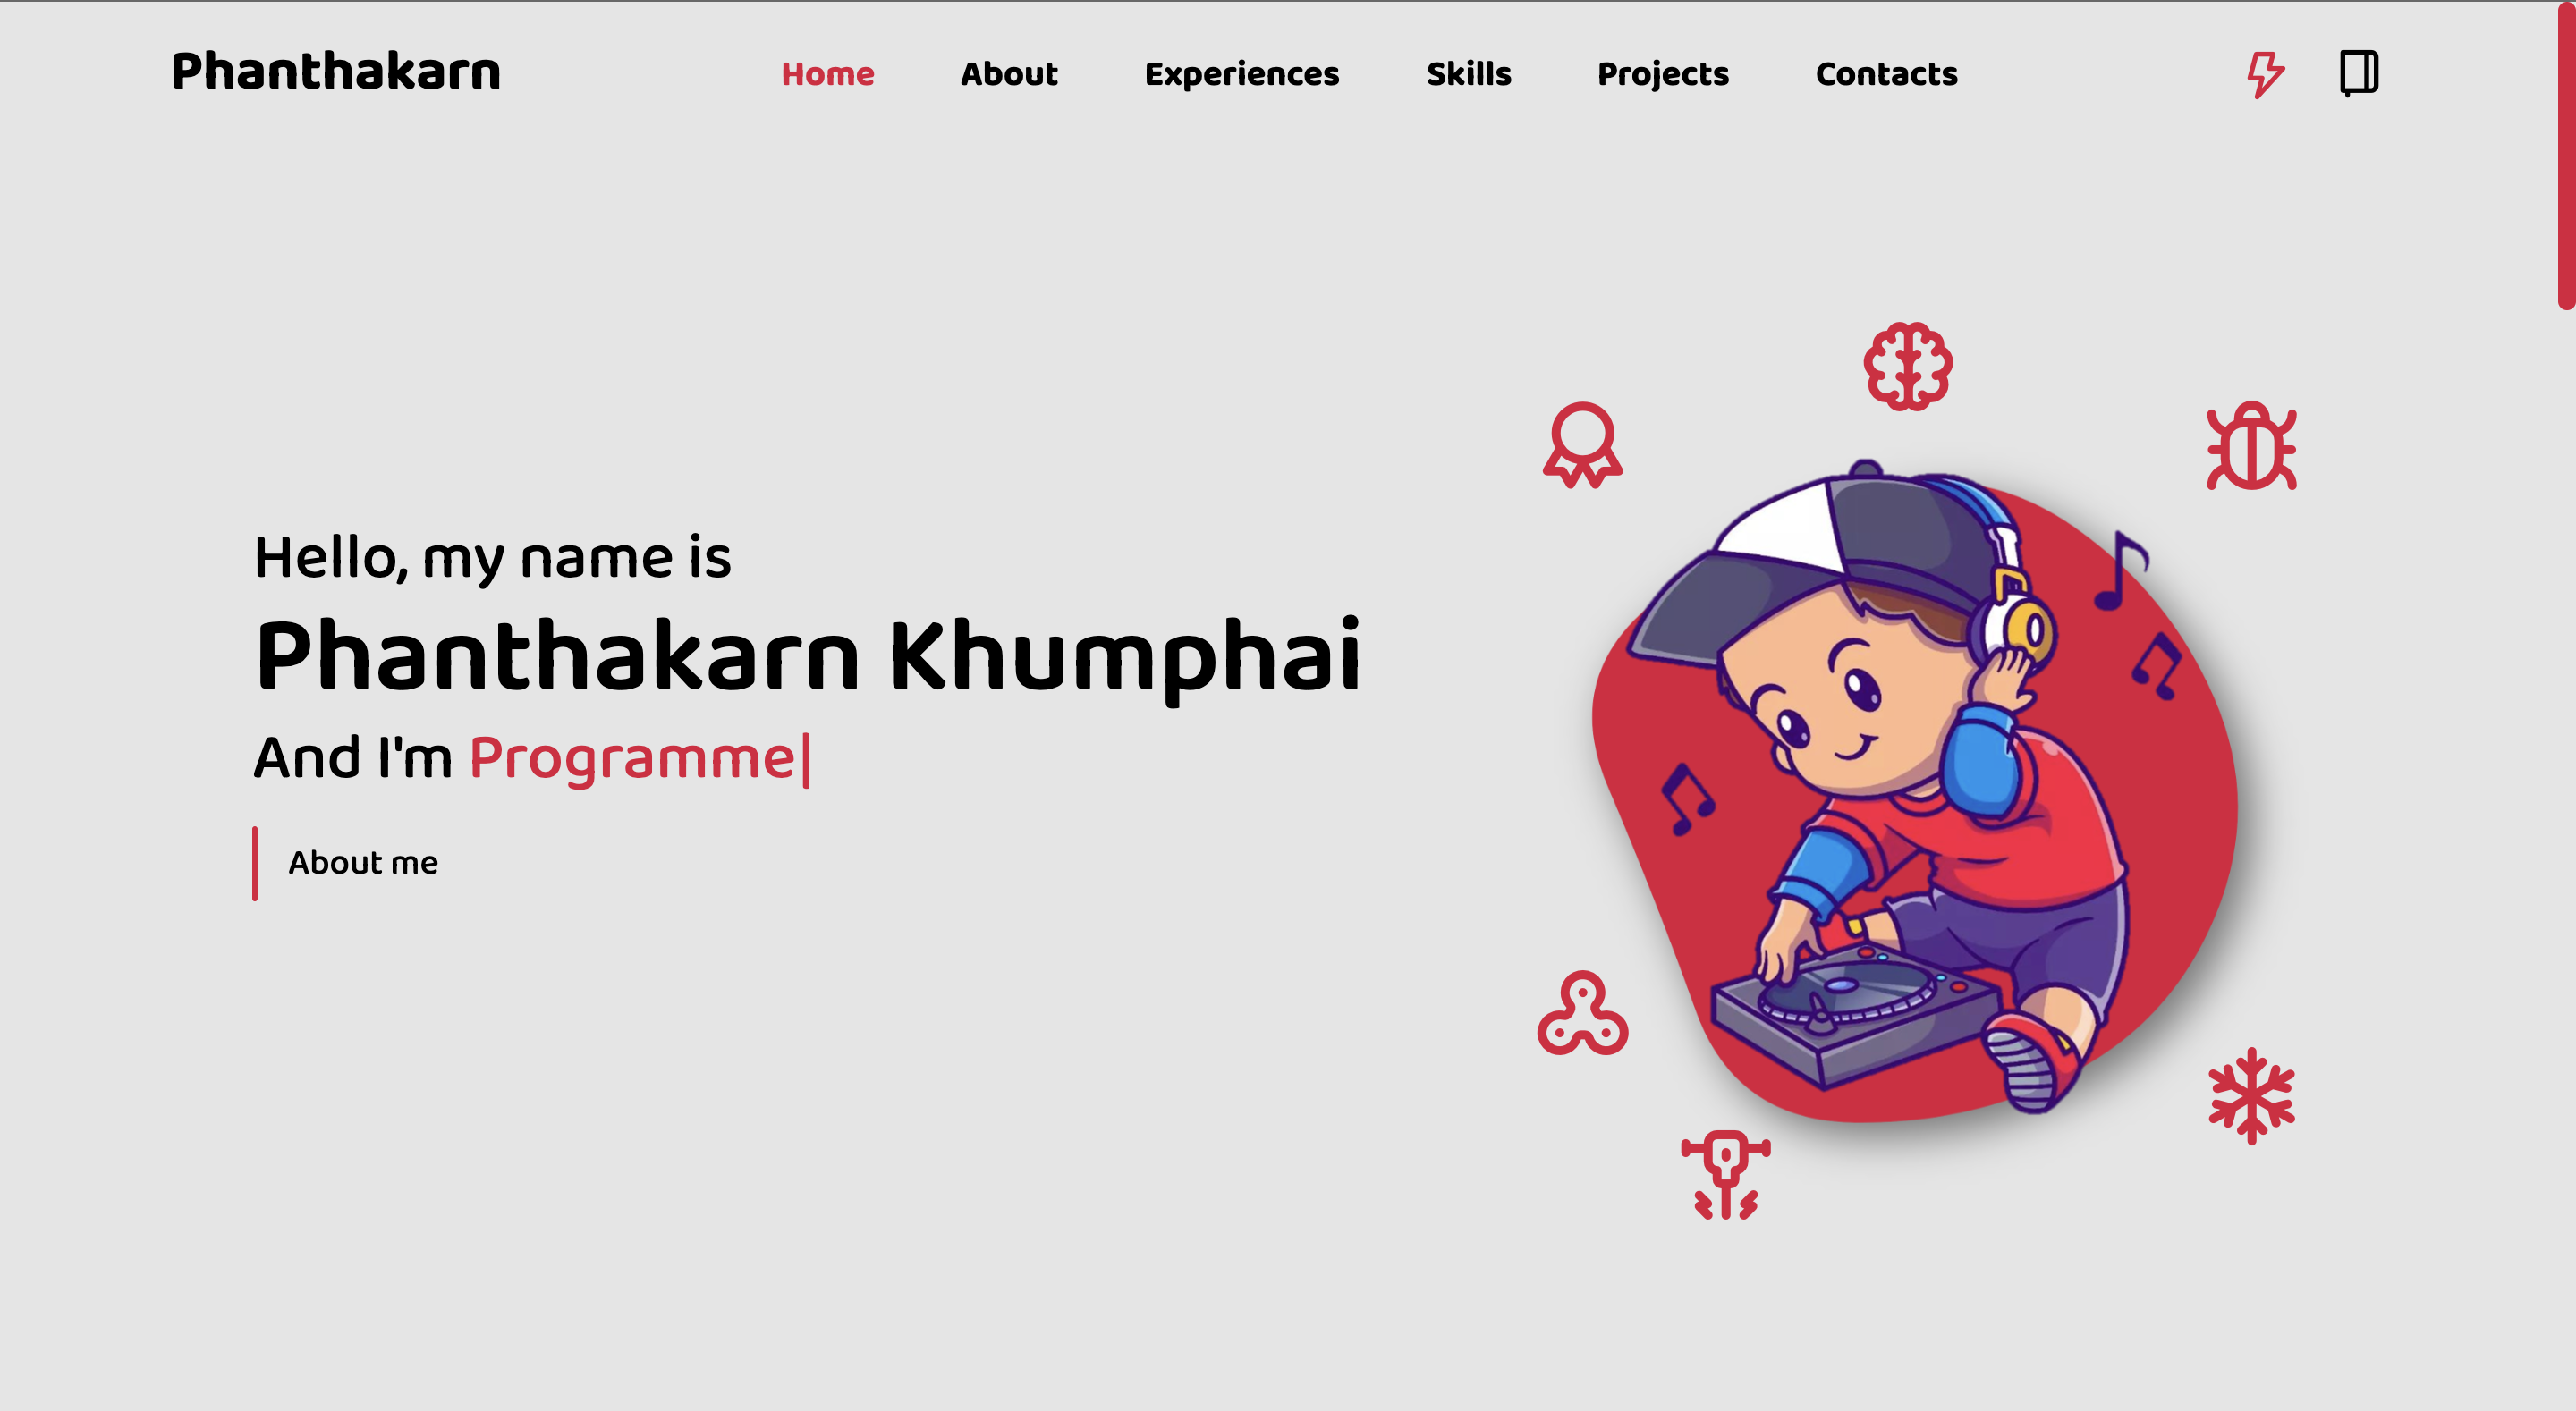 Phanthakarn
Home About Experiences Skills Projects Contacts
Hello, my name is
Phanthakarn Khumphai
And I'm Programme|
About me